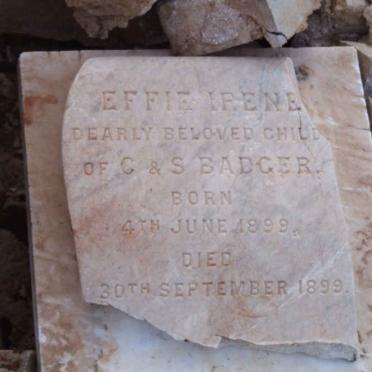 EFFIE IRENE
DEARLY BELOVED CHILD
OF C & S BADGER.
BORN
4TH JUNE 1899.
DIED
30TH SEPTEMBER 1899.